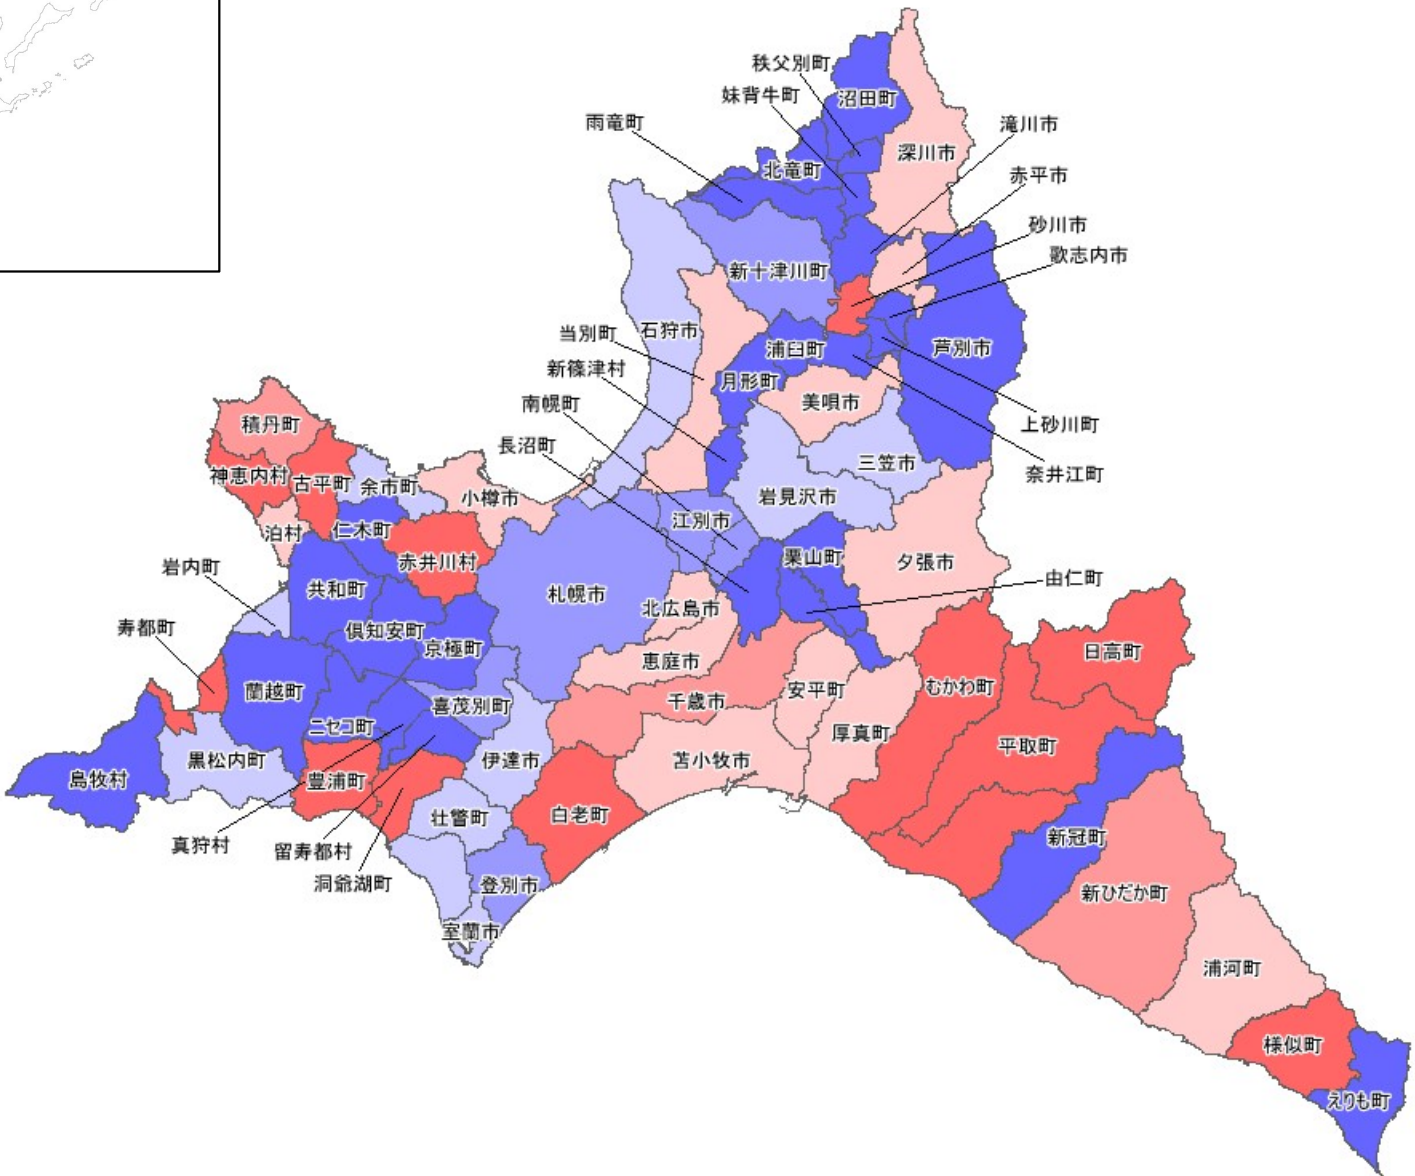 秩父別町
妹背牛町
沼田町
雨竜町
滝川市
深川市
北竜町
赤平市
砂川市
歌志内市
新十津川町
当別町
石狩市
浦臼町
芦別市
新篠津村
月形町
南幌町
美唄市
積丹町
上砂川町
長沼町
三笠市
奈井江町
神恵内村
古平町
余市町
小樽市
岩見沢市
泊村
仁木町
江別市
赤井川村
栗山町
夕張市
岩内町
由仁町
共和町
札幌市
北広島市
寿都町
倶知安町
京極町
恵庭市
日高町
蘭越町
安平町
むかわ町
千歳市
喜茂別町
ニセコ町
厚真町
平取町
黒松内町
伊達市
苫小牧市
島牧村
豊浦町
壮瞥町
白老町
新冠町
真狩村
留寿都村
洞爺湖町
登別市
新ひだか町
室蘭市
浦河町
様似町
えりも町